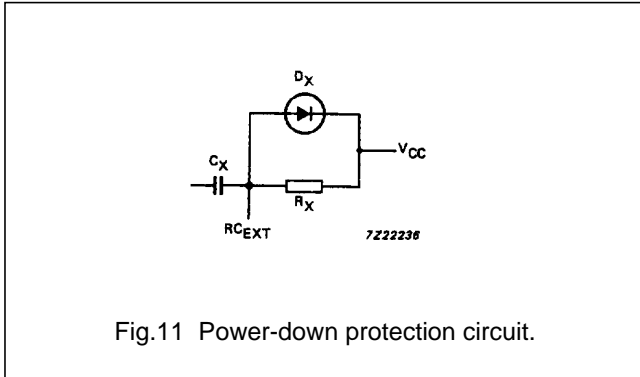 DX
VCC
CX
RX
RCEXT
7Z22236
Fig.11 Power-down protection circuit.